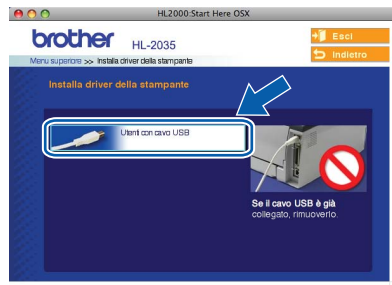 HL2000:Start Here OSX
brother HL-2035
Esci
Indietro
Menu superiore >> Installa driver della stampante
Installa driver della stampante
Utenti con cavo USB
Se il cavo USB è già
collegato, rimuoverlo.